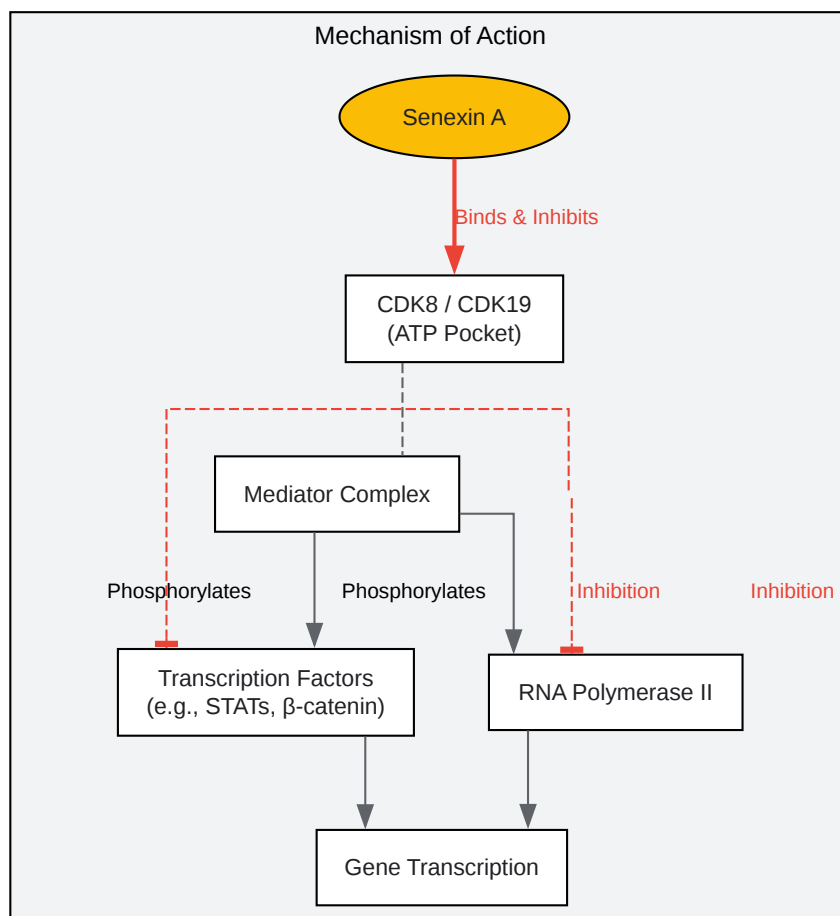 Mechanism of Action
Senexin A
Binds & Inhibits
CDK8 / CDK19
(ATP Pocket)
Mediator Complex
Phosphorylates
Phosphorylates
Inhibition
Inhibition
Transcription Factors
(e.g., STATs, β-catenin)
RNA Polymerase II
Gene Transcription